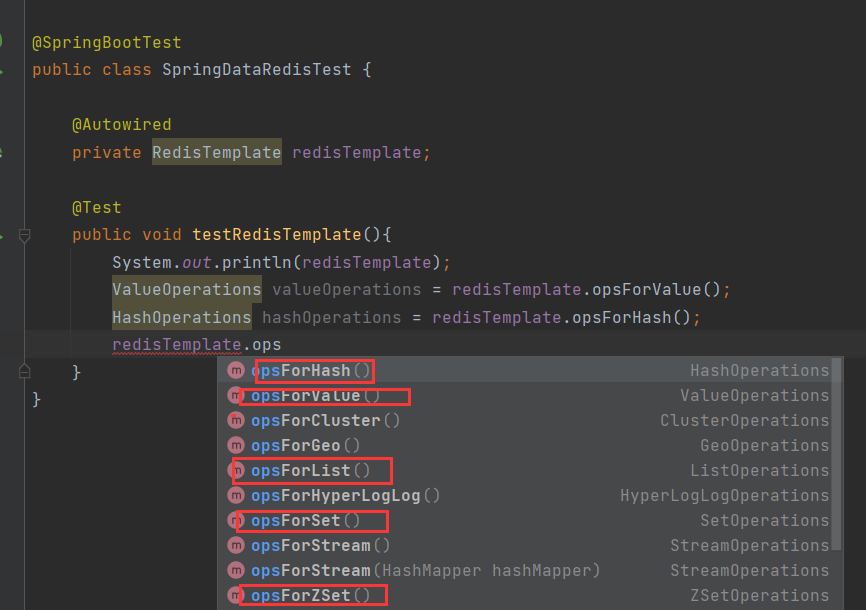 @SpringBootTest
public class SpringDataRedisTest {
@Autowired
private RedisTemplate redisTemplate;
@Test
public void testRedisTemplate(){
System.out.println(redisTemplate);
ValueOperations valueOperations = redisTemplate.opsForValue();
HashOperations hashOperations = redisTemplate.opsForHash();
redisTemplate.ops
m opsForHash() HashOperations
}
m opsForValue() ValueOperations
}
m opsForCluster() ClusterOperations
m opsForGeo() GeoOperations
m opsForList() ListOperations
m opsForHyperLogLog() HyperLogLogOperations
m opsForSet() SetOperations
m opsForStream() StreamOperations
m opsForStream(HashMapper hashMapper) StreamOperations
m opsForZSet() ZSetOperations